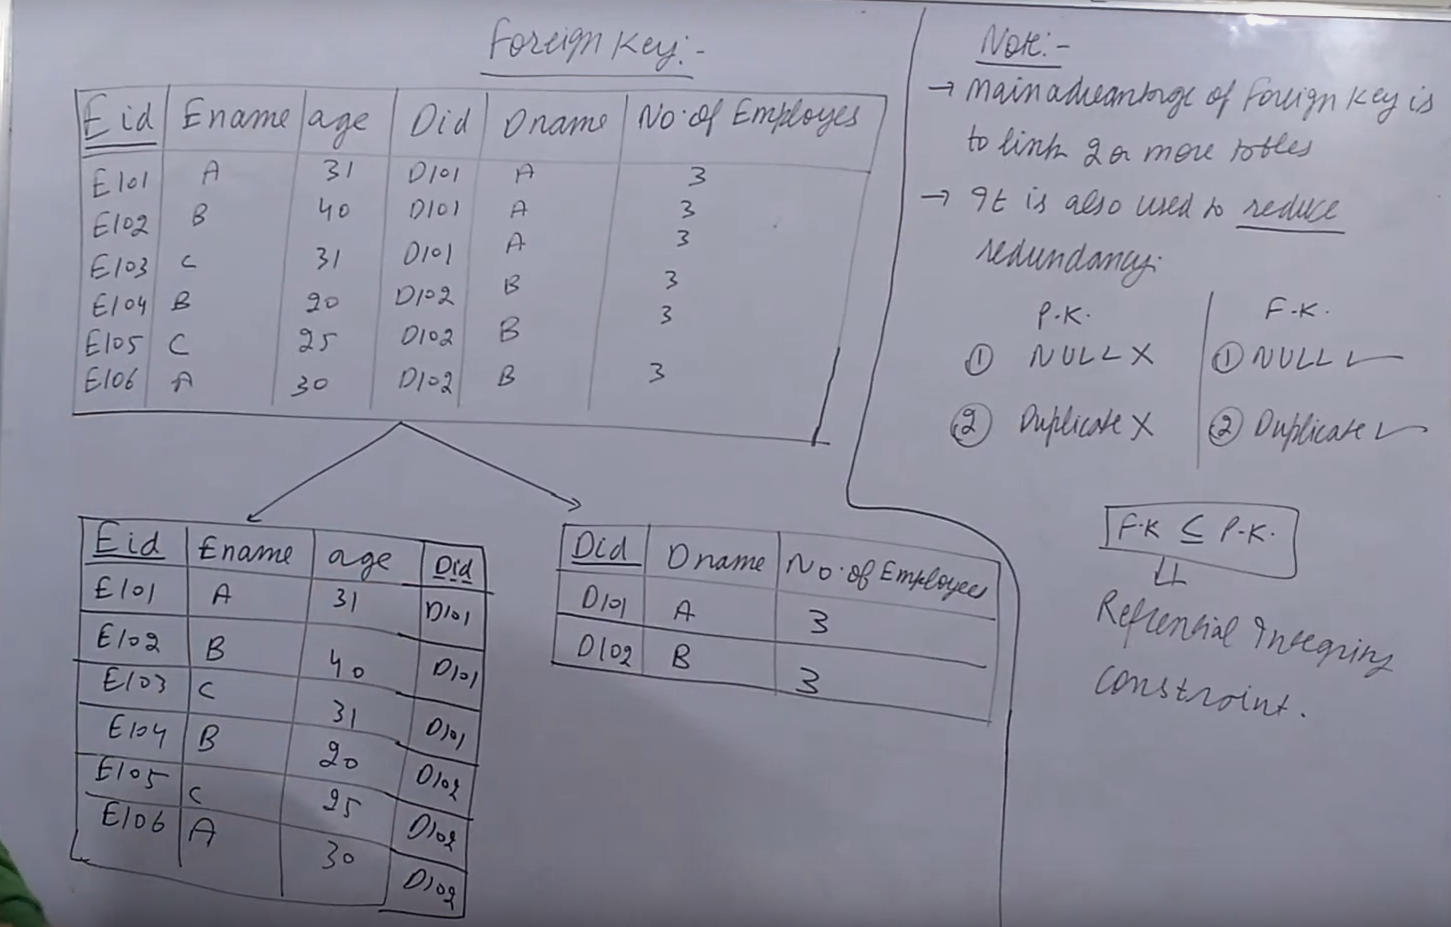 Foreign Key:-
Eid Ename age Did Dname No. of Employes
E101 A 31 D101 A 3
E102 B 40 D101 A 3
E103 C 31 D101 A 3
E104 B 20 D102 B 3
E105 C 25 D102 B 3
E106 A 30 D102 B 3
Eid Ename age Did
E101 A 31 D101
E102 B 40 D101
E103 C 31 D101
E104 B 20 D102
E105 C 25 D102
E106 A 30 D102
Did Dname No. of Employees
D101 A 3
D102 B 3
Note:-
→ main advantage of Foreign Key is
to link 2 or more tables
→ It is also used to reduce
redundancy.
P.K. F.K.
① NULL X ① NULL ✓
② Duplicate X ② Duplicate ✓
F.K ⊆ P.K.
Refrential Integrity
constraint.